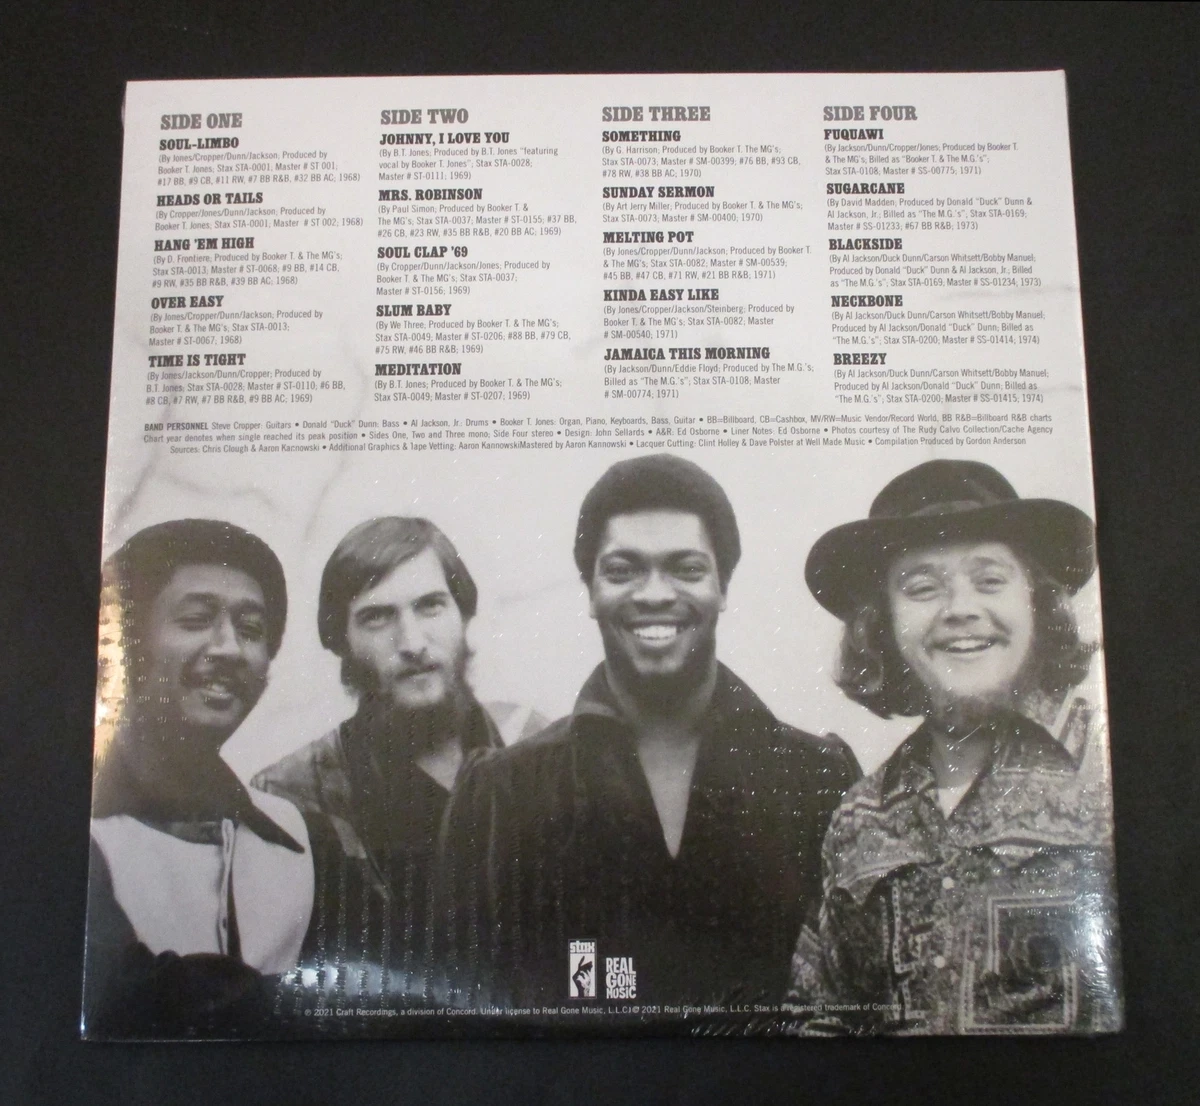 SIDE ONE
SOUL-LIMBO
(By Jones/Cropper/Dunn/Jackson; Produced by
Booker T. Jones; Stax STA-0001; Master # ST 001;
#17 BB, #9 CB, #11 RW, #7 BB R&B, #32 BB AC; 1968)
HEADS OR TAILS
(By Cropper/Jones/Dunn/Jackson; Produced by
Booker T. Jones; Stax STA-0001; Master # ST 002; 1968)
HANG 'EM HIGH
(By D. Frontiere; Produced by Booker T. & The MG's;
Stax STA-0013; Master # ST-0068; #9 BB, #14 CB,
#9 RW, #35 BB R&B, #39 BB AC; 1968)
OVER EASY
(By Jones/Cropper/Dunn/Jackson; Produced by
Booker T. & The MG's; Stax STA-0013;
Master # ST-0067; 1968)
TIME IS TIGHT
(By Jones/Jackson/Dunn/Cropper; Produced by
B.T. Jones; Stax STA-0028; Master # ST-0110; #6 BB,
#8 CB, #7 RW, #7 BB R&B, #9 BB AC; 1969)
SIDE TWO
JOHNNY, I LOVE YOU
(By B.T. Jones; Produced by B.T. Jones "featuring
vocal by Booker T. Jones", Stax STA-0028;
Master # ST-0111; 1969)
MRS. ROBINSON
(By Paul Simon; Produced by Booker T. &
The MG's; Stax STA-0037; Master # ST-0155; #37 BB,
#26 CB, #23 RW, #35 BB R&B, #20 BB AC; 1969)
SOUL CLAP '69
(By Cropper/Dunn/Jackson/Jones; Produced by
Booker T. & The MG's; Stax STA-0037;
Master # ST-0156; 1969)
SLUM BABY
(By We Three; Produced by Booker T. & The MG's;
Stax STA-0049, Master # ST-0206; #88 BB, #79 CB,
#75 RW, #46 BB R&B; 1969)
MEDITATION
(By B.T. Jones; Produced by Booker T. & The MG's;
Stax STA-0049; Master # ST-0207; 1969)
SIDE THREE
SOMETHING
(By G. Harrison; Produced by Booker T. The MG's;
Stax STA-0073, Master # SM-00399; #76 BB, #93 CB,
#78 RW, #38 BB AC; 1970)
SUNDAY SERMON
(By Art Jerry Miller; Produced by Booker T. & The MG's;
Stax STA-0073; Master # SM-00400; 1970)
MELTING POT
(By Jones/Cropper/Dunn/Jackson; Produced by Booker T.
& The MG's; Stax STA-0082, Master # SM-00539;
#45 BB, #47 CB, #71 RW, #21 BB R&B, 1971)
KINDA EASY LIKE
(By Jones/Cropper/Jackson/Steinberg; Produced by
Booker T. & The MG's; Stax STA-0082, Master
# SM-00540; 1971)
JAMAICA THIS MORNING
(By Jackson/Dunn/Eddie Floyd; Produced by The M.G.'s;
Billed as "The M.G.'s"; Stax STA-0108; Master
# SM-00774; 1971)
SIDE FOUR
FUQUAWI
(By Jackson/Dunn/Cropper/Jones; Produced by Booker T.
& The MG's; Billed as "Booker T. & The M.G.'s";
Stax STA-0108; Master # SS-00775; 1971)
SUGARCANE
(By David Madden; Produced by Donald "Duck" Dunn &
Al Jackson, Jr.; Billed as "The M.G.'s"; Stax STA-0169;
Master # SS-01233; #67 BB R&B; 1973)
BLACKSIDE
(By Al Jackson/Duck Dunn/Carson Whitsett/Bobby Manuel;
Produced by Donald "Duck" Dunn & Al Jackson, Jr.; Billed
as "The M.G.'s"; Stax STA-0169; Master # SS-01234; 1973)
NECKBONE
(By Al Jackson/Duck Dunn/Carson Whitsett/Bobby Manuel;
Produced by Al Jackson/Donald "Duck" Dunn; Billed as
"The M.G.'s"; Stax STA-0200; Master # SS-01414; 1974)
BREEZY
(By Al Jackson/Duck Dunn/Carson Whitsett/Bobby Manuel;
Produced by Al Jackson/Donald "Duck" Dunn; Billed as
"The M.G.'s"; Stax STA-0200; Master # SS-01415; 1974)
BAND PERSONNEL Steve Cropper: Guitars • Donald "Duck" Dunn: Bass • Al Jackson, Jr.: Drums • Booker T. Jones: Organ, Piano, Keyboards, Bass, Guitar • BB=Billboard, CB=Cashbox, MV/RW=Music Vendor/Record World, BB R&B=Billboard R&B charts
Chart year denotes when single reached its peak position • Sides One, Two and Three mono; Side Four stereo • Design: John Sellards • A&R: Ed Osborne • Liner Notes: Ed Osborne • Photos courtesy of The Rudy Calvo Collection/Cache Agency
Sources: Chris Clough & Aaron Kacnowski • Additional Graphics & Tape Vetting: Aaron KannowskiMastered by Aaron Kannowski • Lacquer Cutting: Clint Holley & Dave Polster at Well Made Music • Compilation Produced by Gordon Anderson
stax
REAL
GONE
MUSIC
℗ 2021 Craft Recordings, a division of Concord. Under license to Real Gone Music, L.L.C.|© 2021 Real Gone Music, L.L.C. Stax is a registered trademark of Concord.